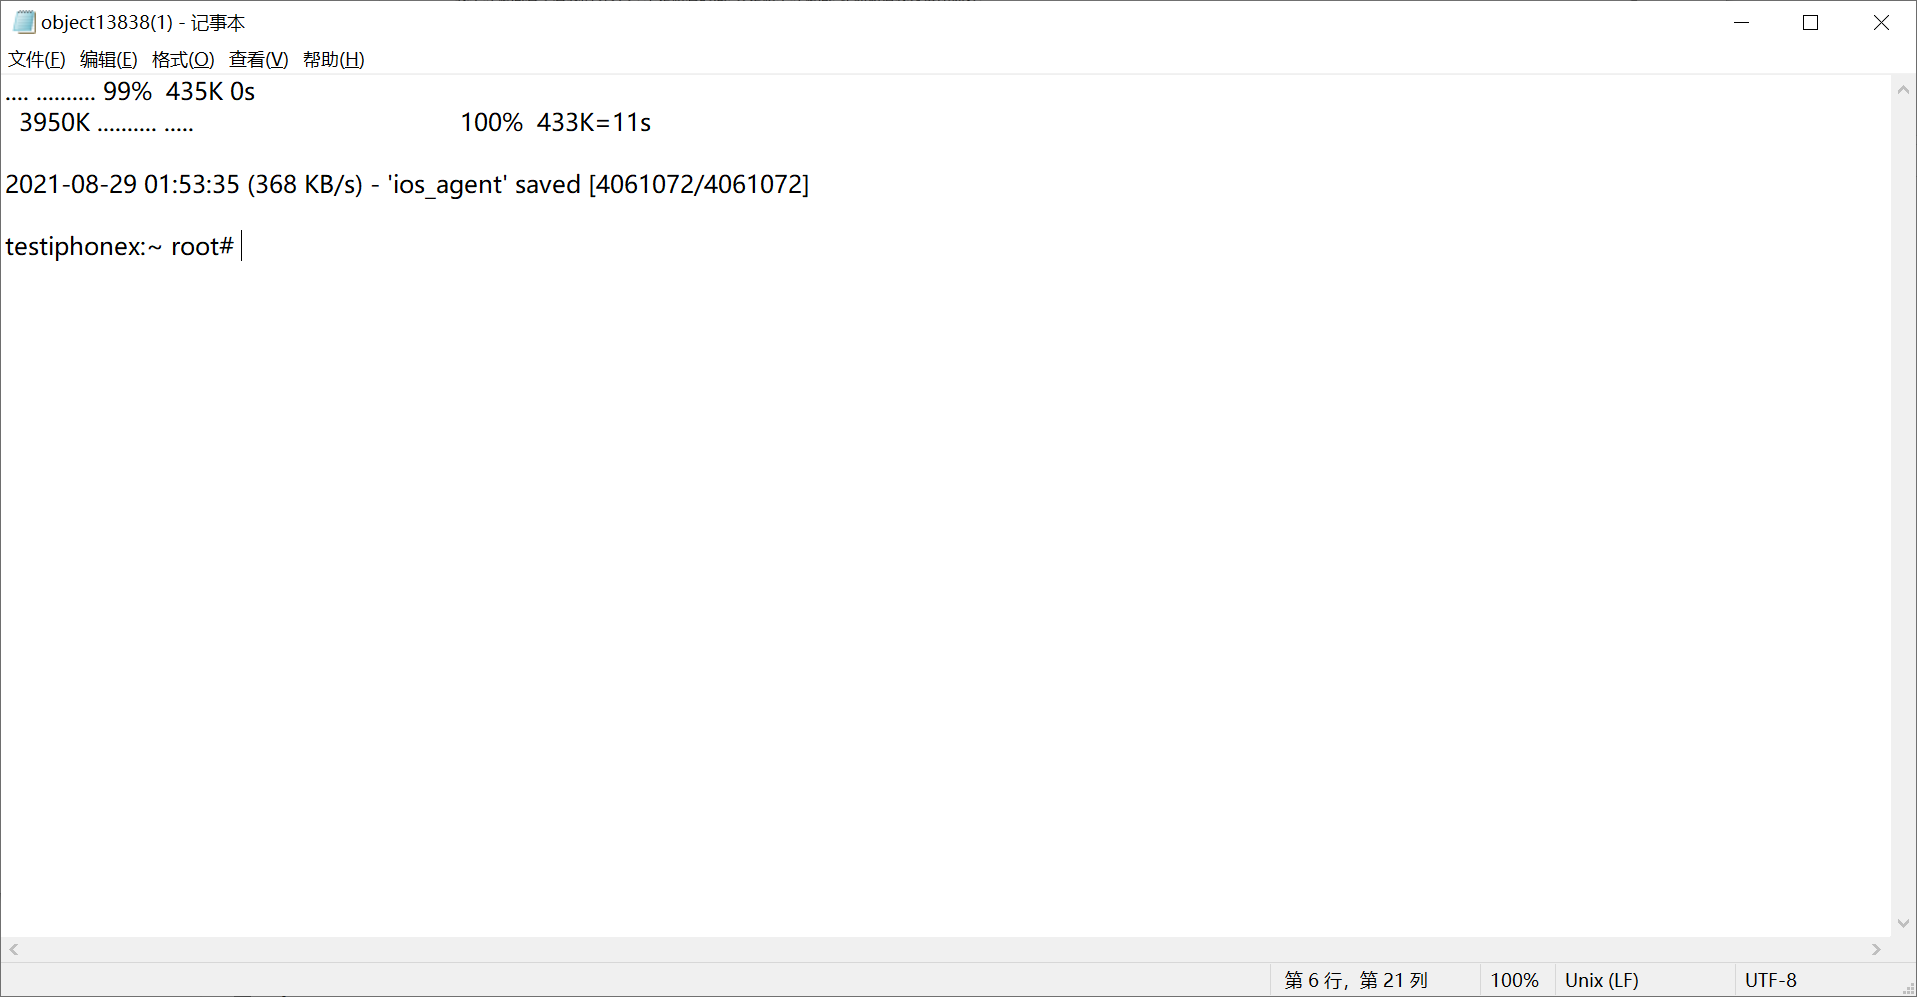 object13838(1) - 记事本
文件(F) 编辑(E) 格式(O) 查看(V) 帮助(H)
.... .......... 99%  435K 0s
  3950K .......... .....                                       100%  433K=11s
2021-08-29 01:53:35 (368 KB/s) - 'ios_agent' saved [4061072/4061072]
testiphonex:~ root#
第 6 行，第 21 列 100% Unix (LF) UTF-8